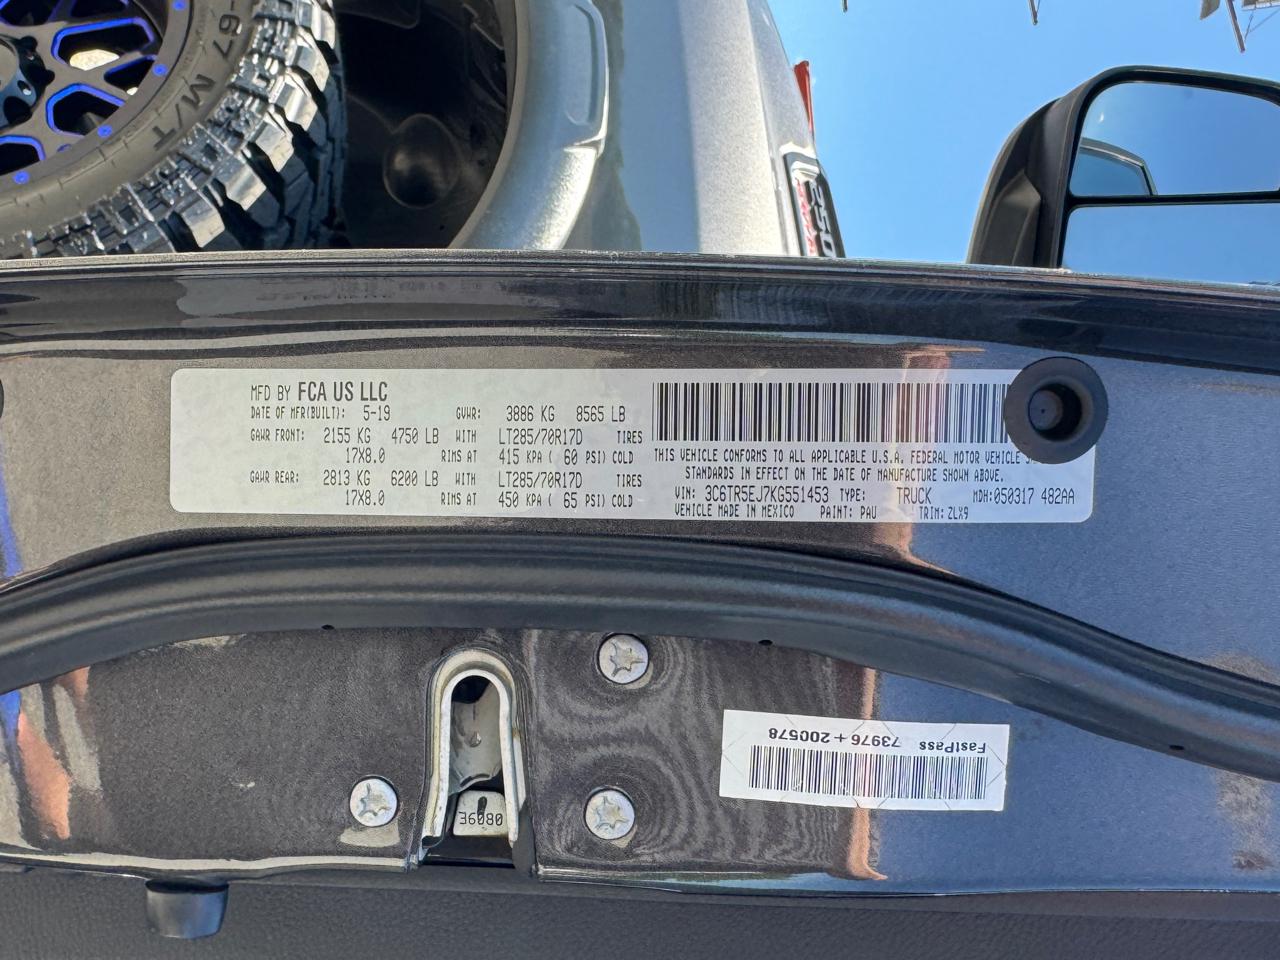 -67 M/T
250
MFD BY FCA US LLC
DATE OF MFR(BUILT): 5-19 GVWR: 3886 KG 8565 LB
GAWR FRONT: 2155 KG 4750 LB WITH LT285/70R17D TIRES
17X8.0 RIMS AT 415 KPA ( 60 PSI) COLD
GAWR REAR: 2813 KG 6200 LB WITH LT285/70R17D TIRES
17X8.0 RIMS AT 450 KPA ( 65 PSI) COLD
THIS VEHICLE CONFORMS TO ALL APPLICABLE U.S.A. FEDERAL MOTOR VEHICLE
STANDARDS IN EFFECT ON THE DATE OF MANUFACTURE SHOWN ABOVE.
VIN: 3C6TR5EJ7KG551453 TYPE: TRUCK MDH: 050317 482AA
VEHICLE MADE IN MEXICO PAINT: PAU TRIM: ZLX9
FastPass 73976+200578
36080